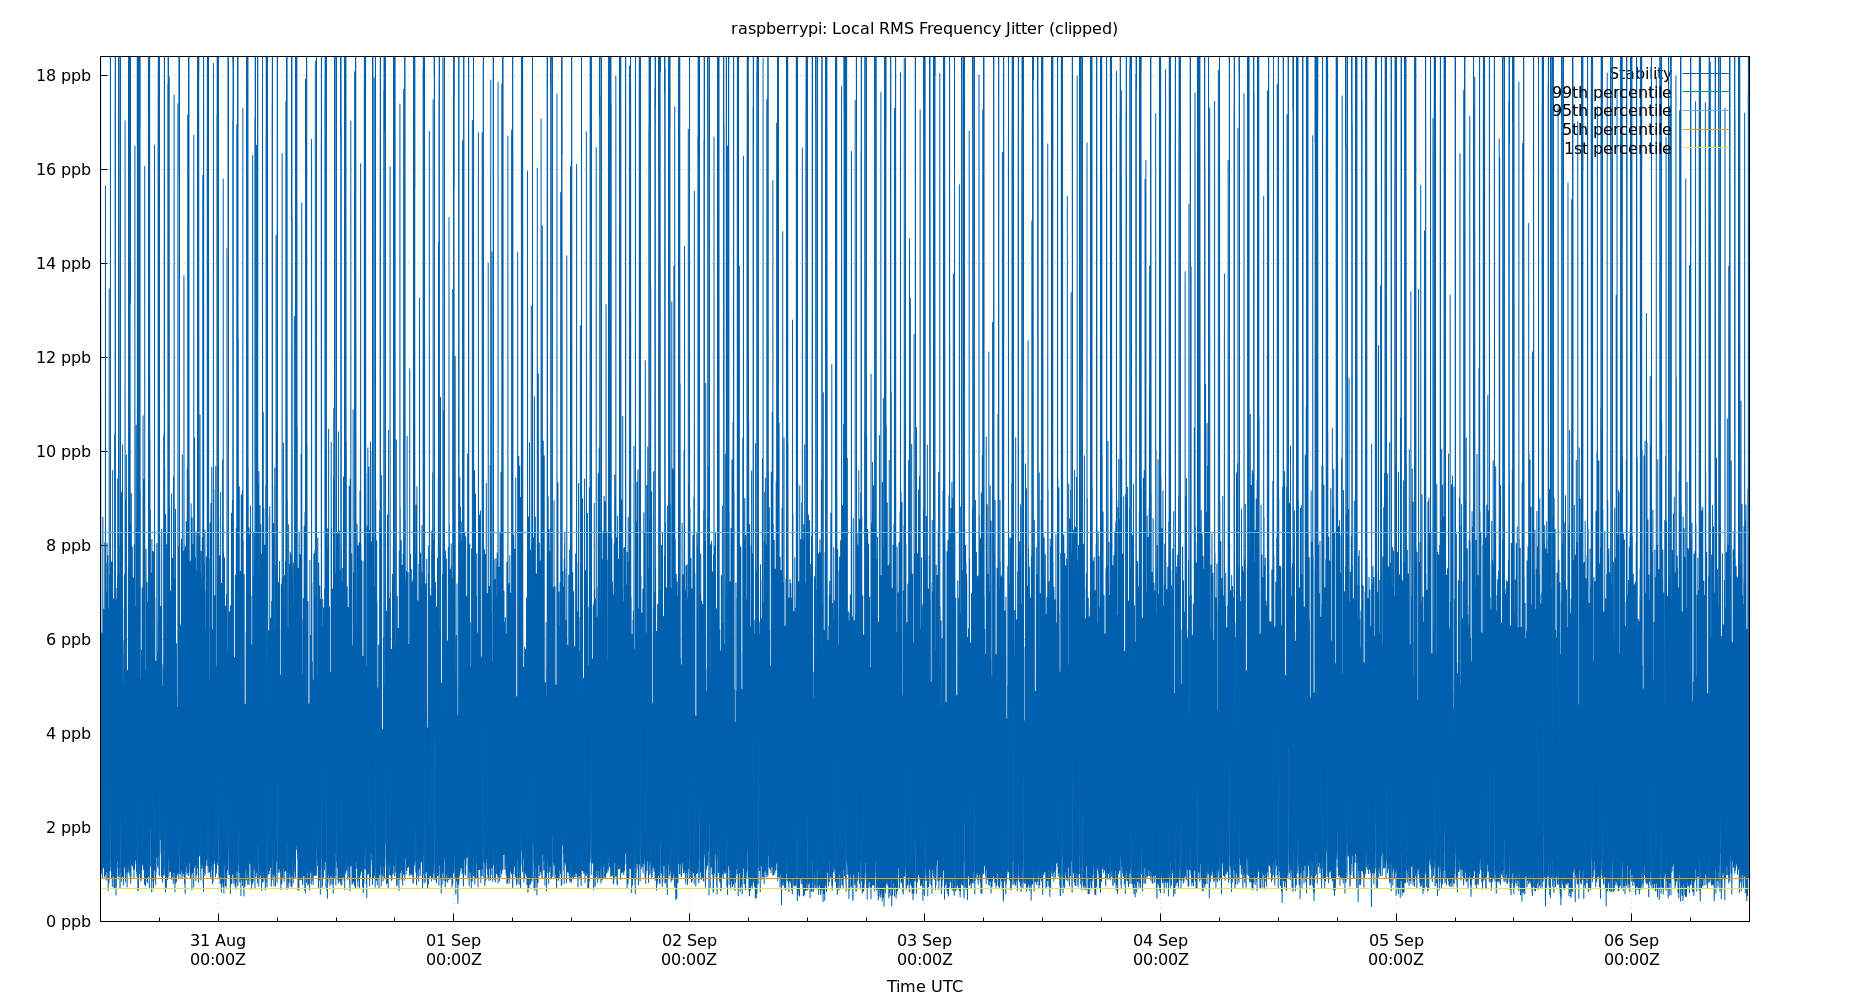 raspberrypi: Local RMS Frequency Jitter (clipped)
18 ppb
16 ppb
14 ppb
12 ppb
10 ppb
8 ppb
6 ppb
4 ppb
2 ppb
0 ppb
Stability
99th percentile
95th percentile
5th percentile
1st percentile
31 Aug
00:00Z
01 Sep
00:00Z
02 Sep
00:00Z
03 Sep
00:00Z
04 Sep
00:00Z
05 Sep
00:00Z
06 Sep
00:00Z
Time UTC